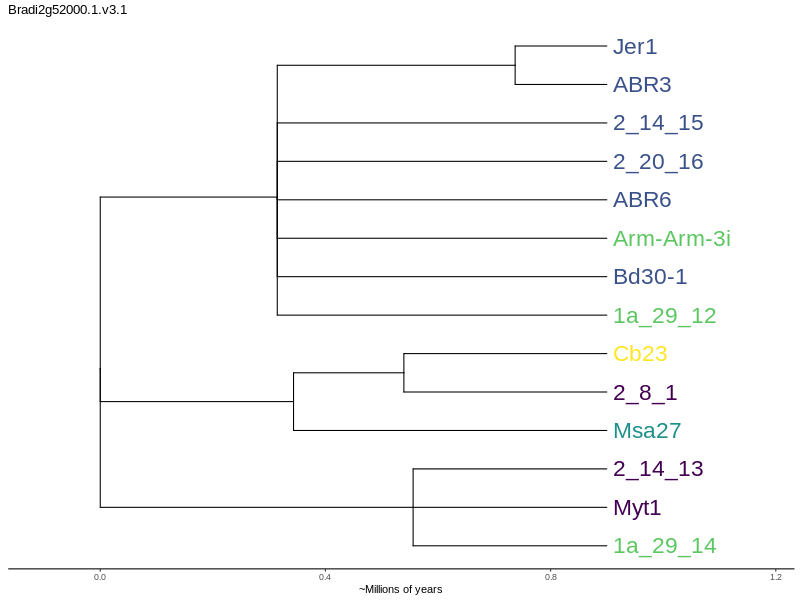 Bradi2g52000.1.v3.1
Jer1
ABR3
2_14_15
2_20_16
ABR6
Arm-Arm-3i
Bd30-1
1a_29_12
Cb23
2_8_1
Msa27
2_14_13
Myt1
1a_29_14
0.0 0.4 0.8 1.2
~Millions of years